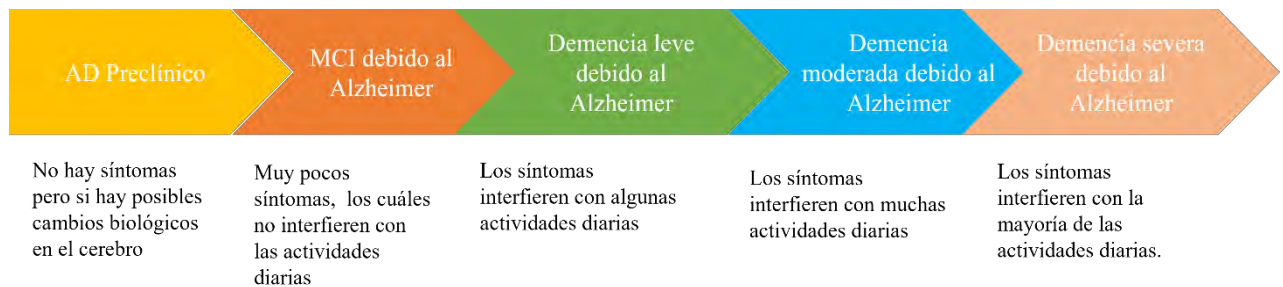 AD Preclínico
MCI debido al
Alzheimer
Demencia leve
debido al
Alzheimer
Demencia
moderada debido al
Alzheimer
Demencia severa
debido al
Alzheimer
No hay síntomas
pero si hay posibles
cambios biológicos
en el cerebro
Muy pocos
síntomas,  los cuáles
no interfieren con
las actividades
diarias
Los síntomas
interfieren con algunas
actividades diarias
Los síntomas
interfieren con muchas
actividades diarias
Los síntomas
interfieren con la
mayoría de las
actividades diarias.